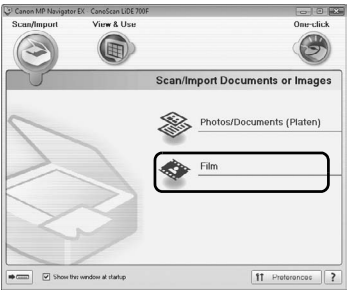 Canon MP Navigator EX - CanoScan LiDE 700F
Scan/Import View & Use One-click
Scan/Import Documents or Images
Photos/Documents (Platen)
Film
Show this window at startup Preferences ?